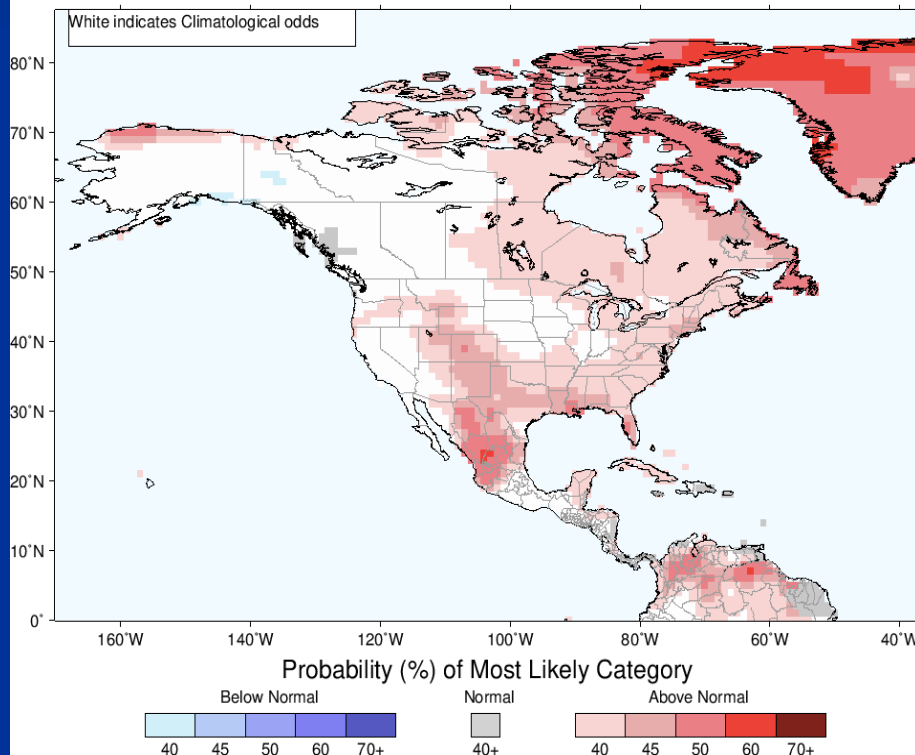 White indicates Climatological odds
80°N
70°N
60°N
50°N
40°N
30°N
20°N
10°N
0°
160°W 140°W 120°W 100°W 80°W 60°W 40°W
Probability (%) of Most Likely Category
Below Normal Normal Above Normal
40 45 50 60 70+ 40+ 40 45 50 60 70+